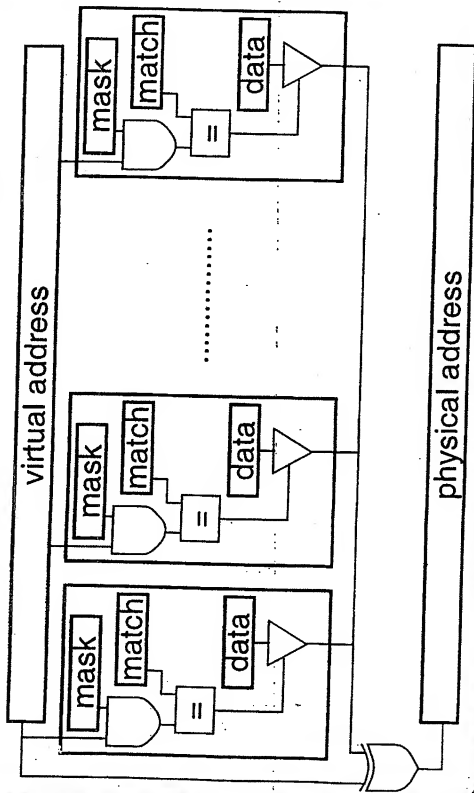 virtual address
mask
match
=
data
mask
match
=
data
mask
match
=
data
physical address